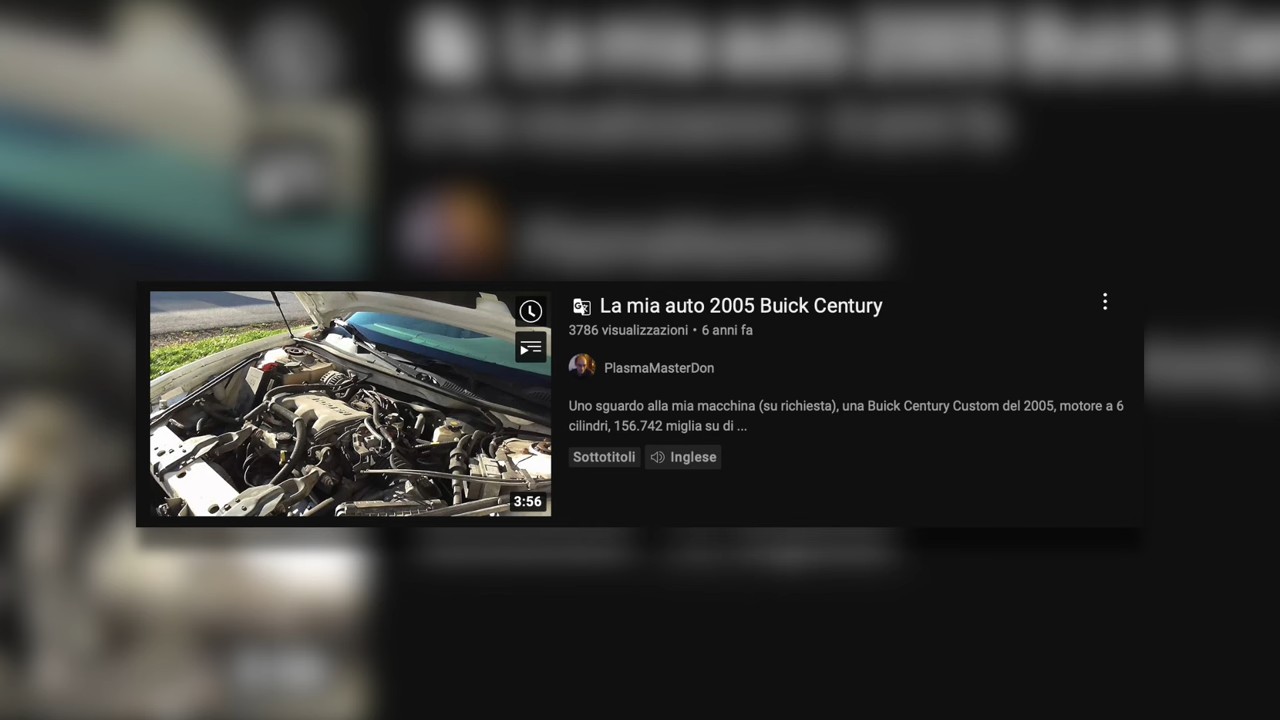 La mia auto 2005 Buick Century
3786 visualizzazioni • 6 anni fa
PlasmaMasterDon
Uno sguardo alla mia macchina (su richiesta), una Buick Century Custom del 2005, motore a 6
cilindri, 156.742 miglia su di ...
Sottotitoli Inglese
3:56